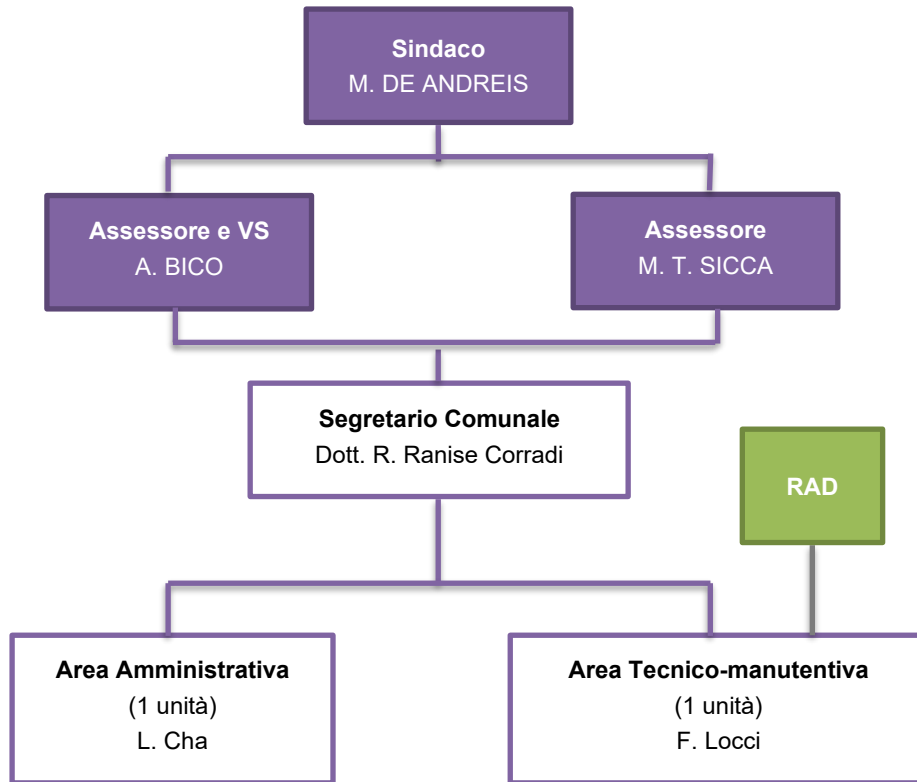 Sindaco
M. DE ANDREIS
Assessore e VS
A. BICO
Assessore
M. T. SICCA
Segretario Comunale
Dott. R. Ranise Corradi
RAD
Area Amministrativa
(1 unità)
L. Cha
Area Tecnico-manutentiva
(1 unità)
F. Locci